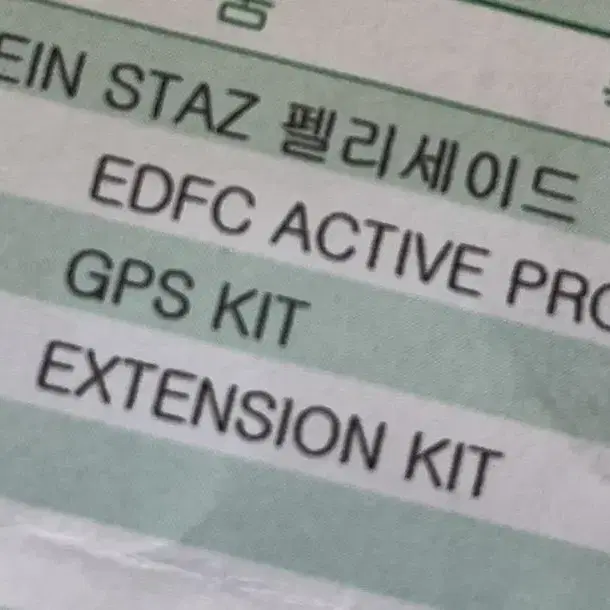 EIN STAZ 펠리세이드
EDFC ACTIVE PRO
GPS KIT
EXTENSION KIT